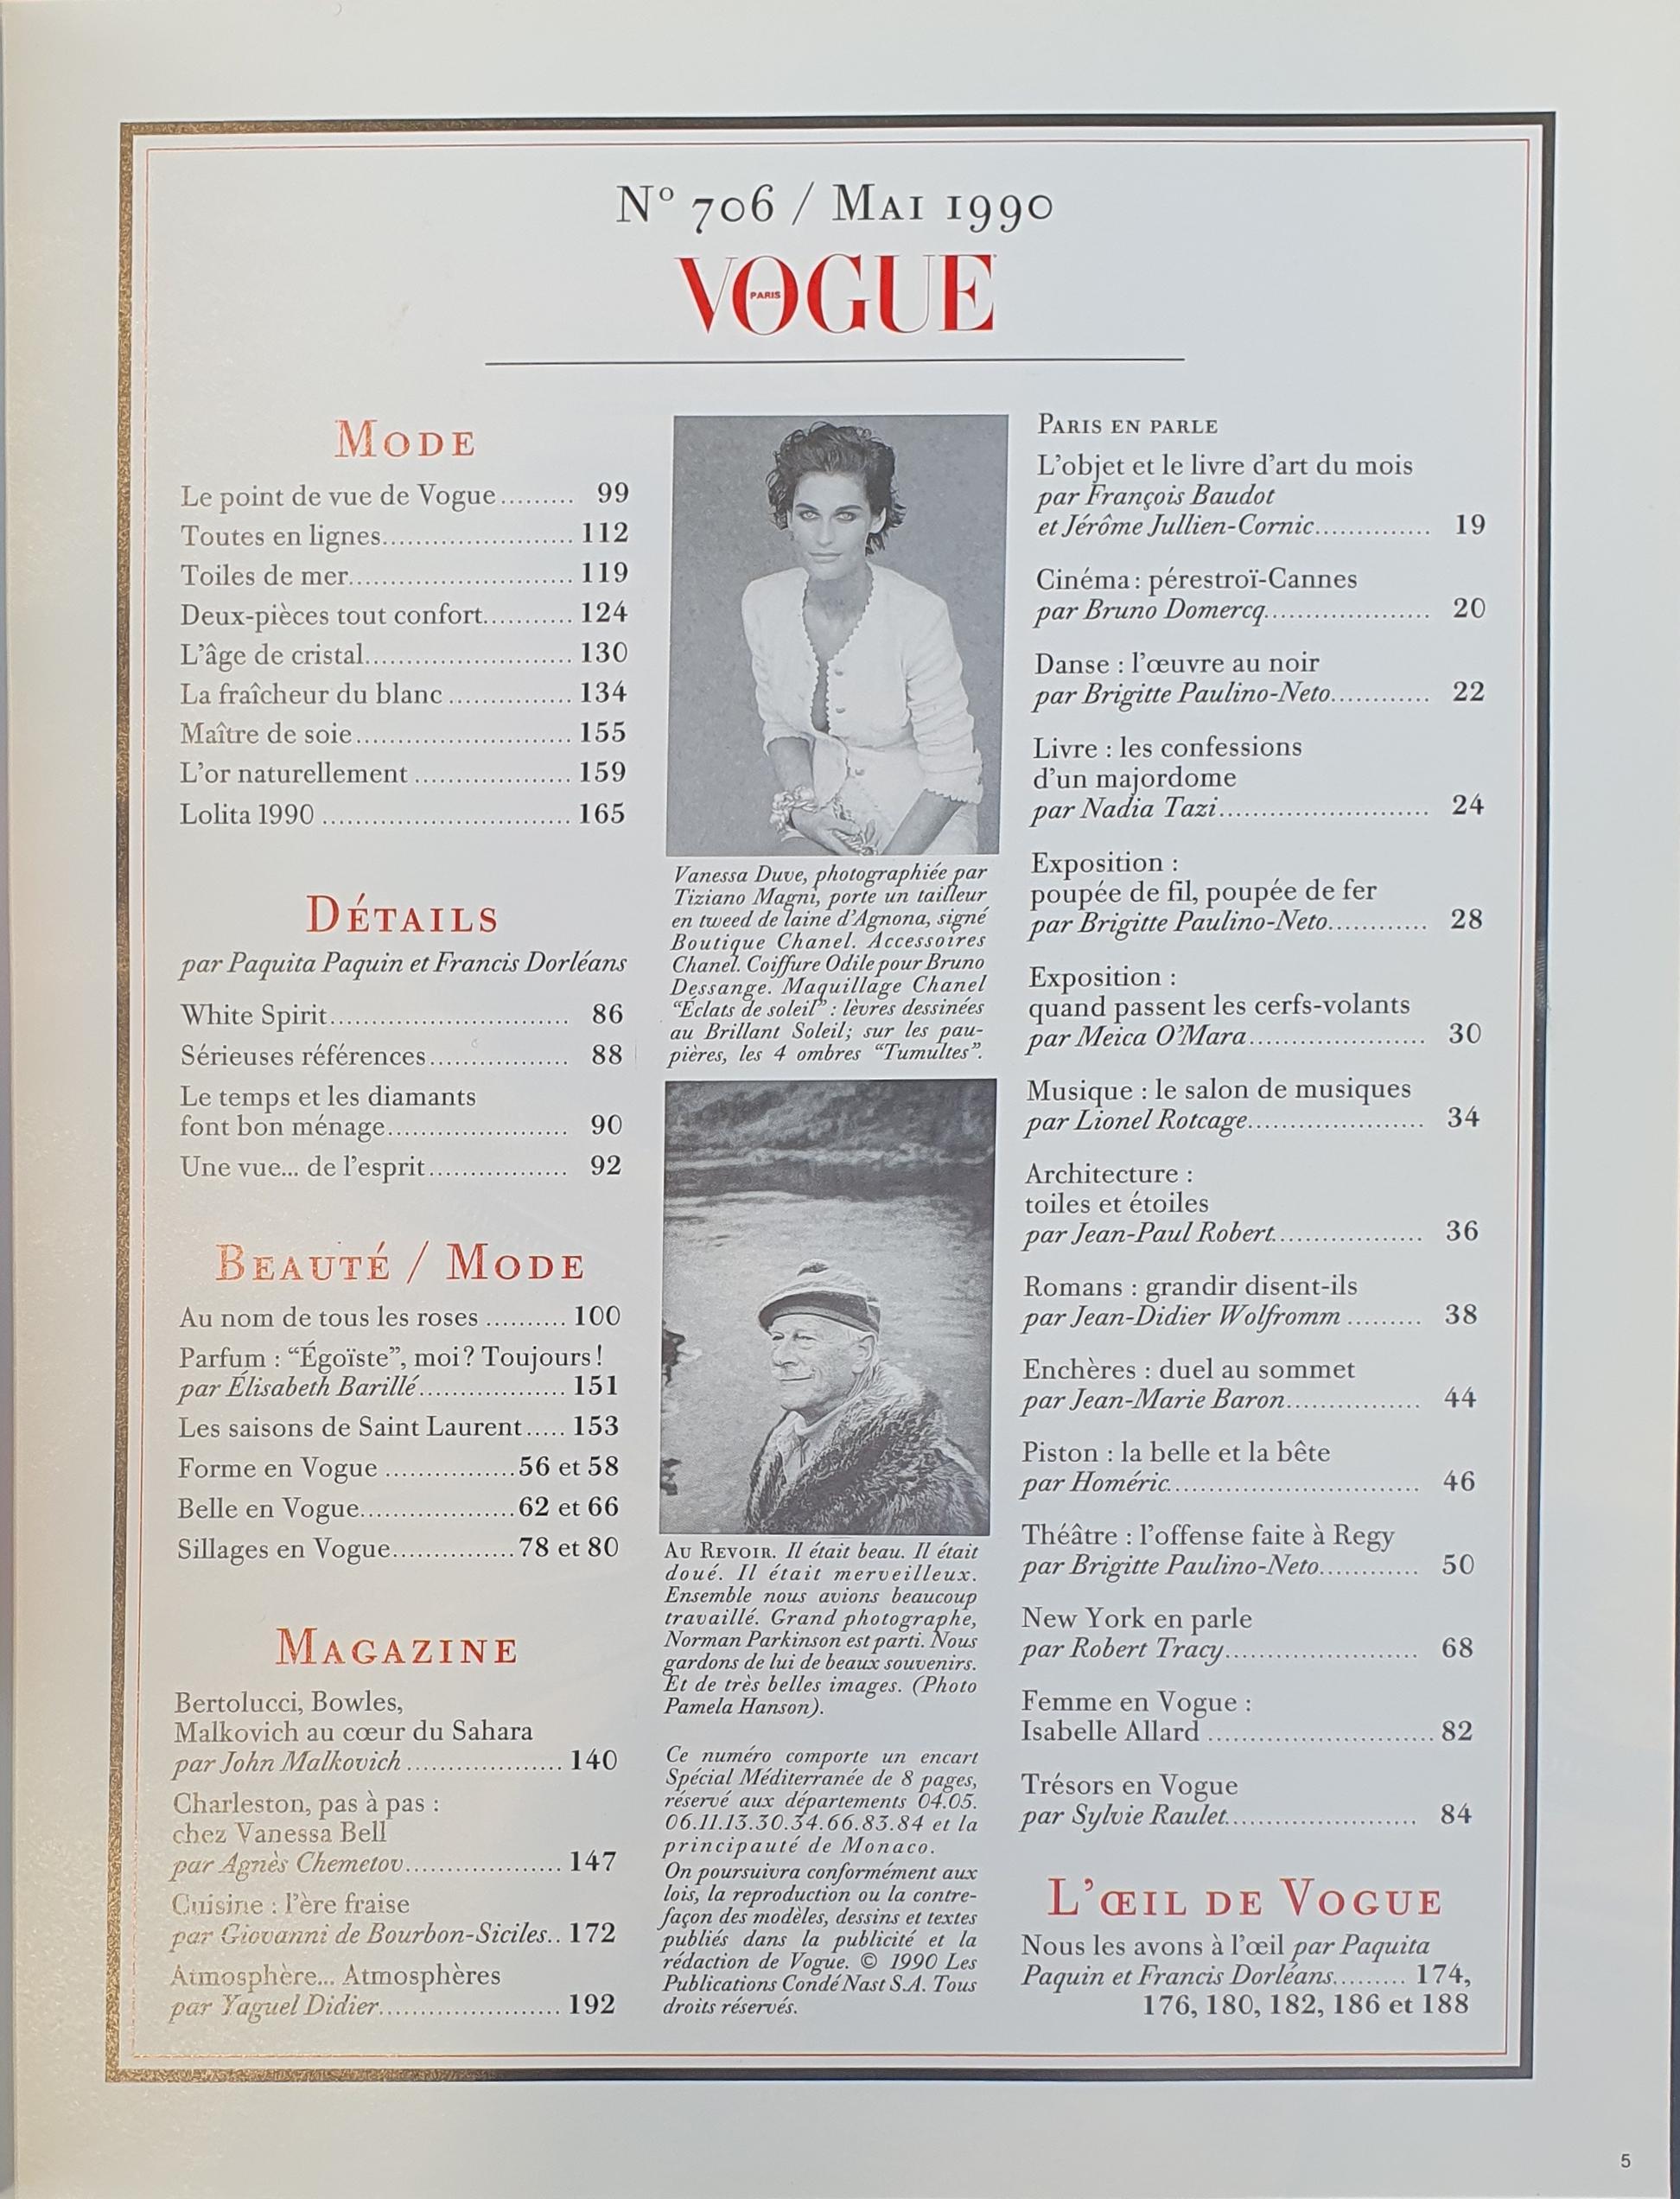 N° 706 / MAI 1990
VOGUE
PARIS
MODE
Le point de vue de Vogue......... 99
Toutes en lignes........................ 112
Toiles de mer............................ 119
Deux-pièces tout confort........... 124
L'âge de cristal.......................... 130
La fraîcheur du blanc ............... 134
Maître de soie........................... 155
L'or naturellement .................... 159
Lolita 1990 ............................... 165
DÉTAILS
par Paquita Paquin et Francis Dorléans
White Spirit.............................. 86
Sérieuses références.................. 88
Le temps et les diamants
font bon ménage....................... 90
Une vue... de l'esprit................. 92
BEAUTÉ / MODE
Au nom de tous les roses .......... 100
Parfum : “Égoïste”, moi? Toujours!
par Élisabeth Barillé................... 151
Les saisons de Saint Laurent..... 153
Forme en Vogue ................56 et 58
Belle en Vogue...................62 et 66
Sillages en Vogue...............78 et 80
MAGAZINE
Bertolucci, Bowles,
Malkovich au cœur du Sahara
par John Malkovich .................... 140
Charleston, pas à pas :
chez Vanessa Bell
par Agnès Chemetov.................... 147
Cuisine : l'ère fraise
par Giovanni de Bourbon-Siciles.. 172
Atmosphère... Atmosphères
par Yaguel Didier....................... 192
Vanessa Duve, photographiée par
Tiziano Magni, porte un tailleur
en tweed de laine d'Agnona, signé
Boutique Chanel. Accessoires
Chanel. Coiffure Odile pour Bruno
Dessange. Maquillage Chanel
“Éclats de soleil” : lèvres dessinées
au Brillant Soleil; sur les pau-
pières, les 4 ombres “Tumultes”.
AU REVOIR. Il était beau. Il était
doué. Il était merveilleux.
Ensemble nous avions beaucoup
travaillé. Grand photographe,
Norman Parkinson est parti. Nous
gardons de lui de beaux souvenirs.
Et de très belles images. (Photo
Pamela Hanson).
Ce numéro comporte un encart
Spécial Méditerranée de 8 pages,
réservé aux départements 04.05.
06.11.13.30.34.66.83.84 et la
principauté de Monaco.
On poursuivra conformément aux
lois, la reproduction ou la contre-
façon des modèles, dessins et textes
publiés dans la publicité et la
rédaction de Vogue. © 1990 Les
Publications Condé Nast S.A. Tous
droits réservés.
PARIS EN PARLE
L'objet et le livre d'art du mois
par François Baudot
et Jérôme Jullien-Cornic............... 19
Cinéma : pérestroï-Cannes
par Bruno Domercq..................... 20
Danse : l'œuvre au noir
par Brigitte Paulino-Neto............ 22
Livre : les confessions
d'un majordome
par Nadia Tazi.......................... 24
Exposition :
poupée de fil, poupée de fer
par Brigitte Paulino-Neto............ 28
Exposition :
quand passent les cerfs-volants
par Meica O'Mara...................... 30
Musique : le salon de musiques
par Lionel Rotcage...................... 34
Architecture :
toiles et étoiles
par Jean-Paul Robert................... 36
Romans : grandir disent-ils
par Jean-Didier Wolfromm ......... 38
Enchères : duel au sommet
par Jean-Marie Baron................ 44
Piston : la belle et la bête
par Homéric................................ 46
Théâtre : l'offense faite à Regy
par Brigitte Paulino-Neto............ 50
New York en parle
par Robert Tracy........................ 68
Femme en Vogue :
Isabelle Allard ..........................82
Trésors en Vogue
par Sylvie Raulet........................ 84
L'ŒIL DE VOGUE
Nous les avons à l'œil par Paquita
Paquin et Francis Dorléans......... 174,
176, 180, 182, 186 et 188
5